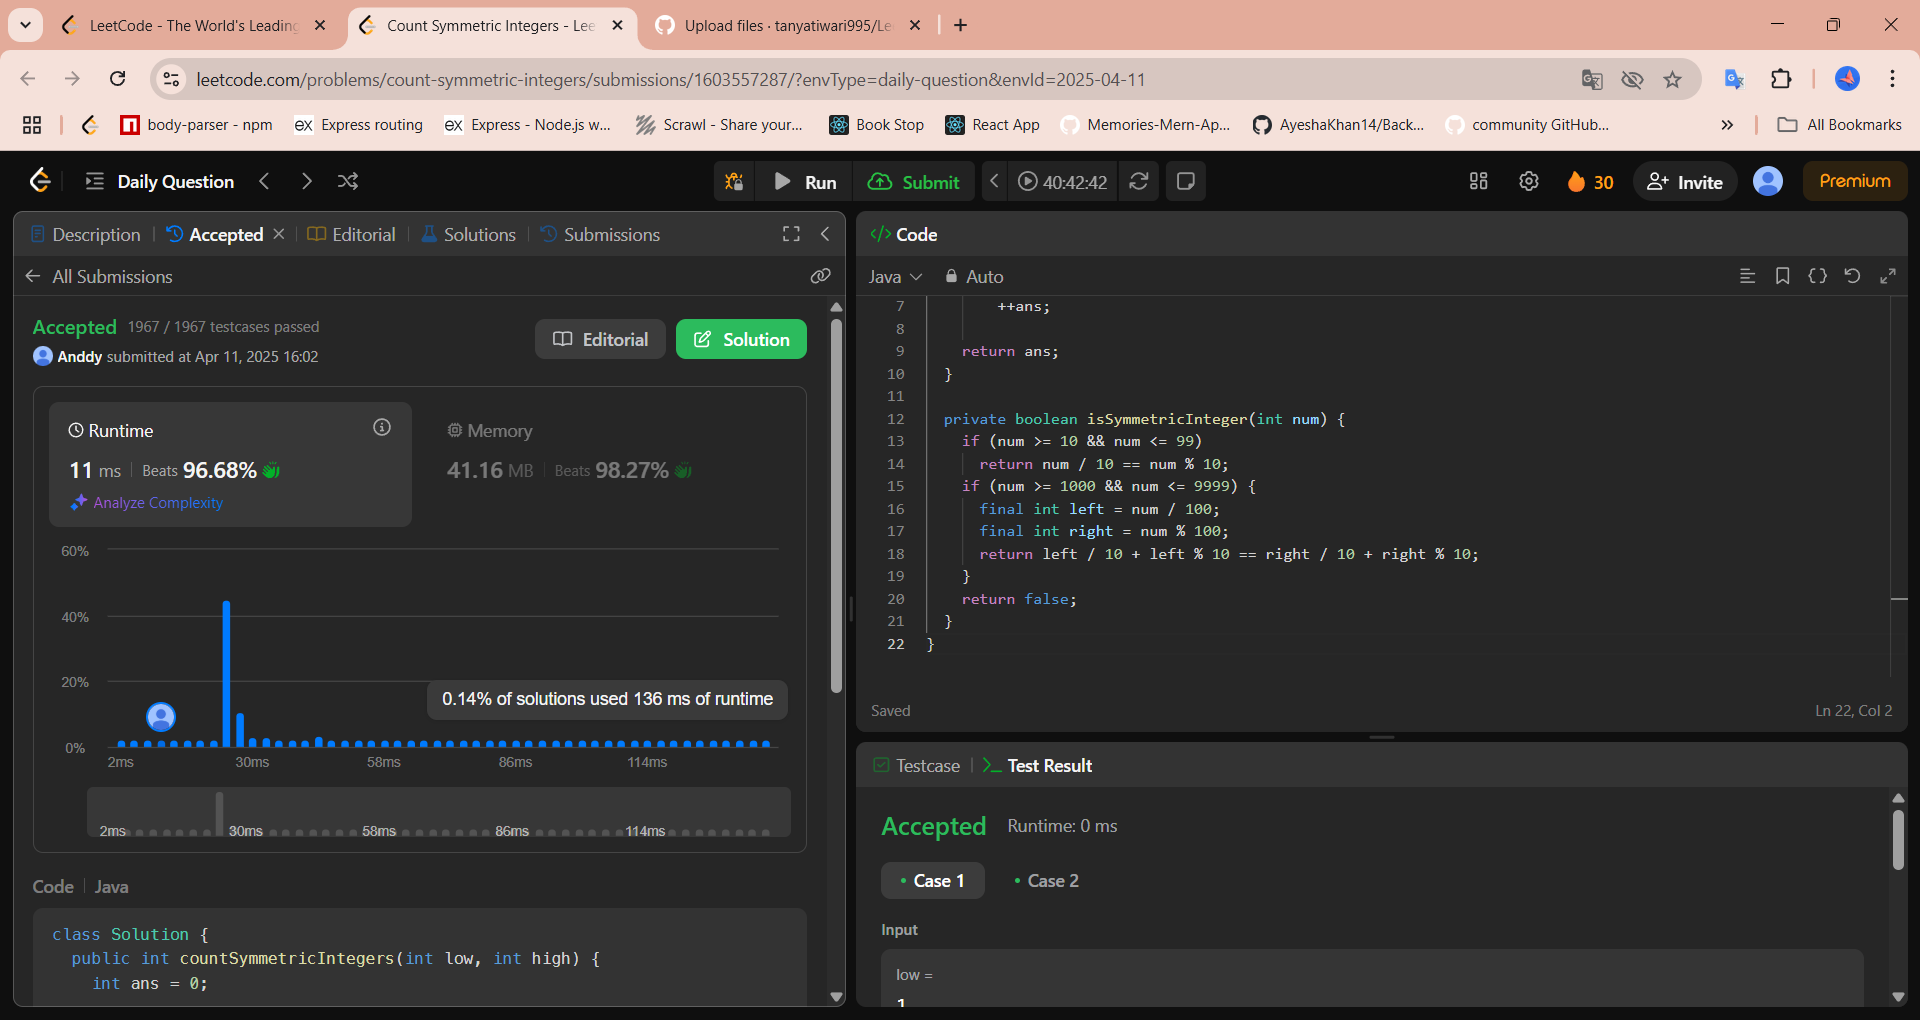 LeetCode - The World's Leading
Count Symmetric Integers - Lee
Upload files · tanyatiwari995/Le
leetcode.com/problems/count-symmetric-integers/submissions/1603557287/?envType=daily-question&envId=2025-04-11
body-parser - npm
ex Express routing
ex Express - Node.js w...
Scrawl - Share your...
Book Stop
React App
Memories-Mern-Ap...
AyeshaKhan14/Back...
community GitHub...
All Bookmarks
Daily Question
Run
Submit
40:42:42
30
Invite
Premium
Description
Accepted
Editorial
Solutions
Submissions
All Submissions
Accepted 1967 / 1967 testcases passed
Anddy submitted at Apr 11, 2025 16:02
Editorial
Solution
Runtime
11 ms Beats 96.68%
Analyze Complexity
Memory
41.16 MB Beats 98.27%
60%
40%
20%
0%
0.14% of solutions used 136 ms of runtime
2ms 30ms 58ms 86ms 114ms
2ms 30ms 58ms 86ms 114ms
Code Java
class Solution {
public int countSymmetricIntegers(int low, int high) {
int ans = 0;
</> Code
Java Auto
7 ++ans;
8
9 return ans;
10 }
11
12 private boolean isSymmetricInteger(int num) {
13 if (num >= 10 && num <= 99)
14 return num / 10 == num % 10;
15 if (num >= 1000 && num <= 9999) {
16 final int left = num / 100;
17 final int right = num % 100;
18 return left / 10 + left % 10 == right / 10 + right % 10;
19 }
20 return false;
21 }
22 }
Saved
Ln 22, Col 2
Testcase
Test Result
Accepted Runtime: 0 ms
Case 1
Case 2
Input
low =
1